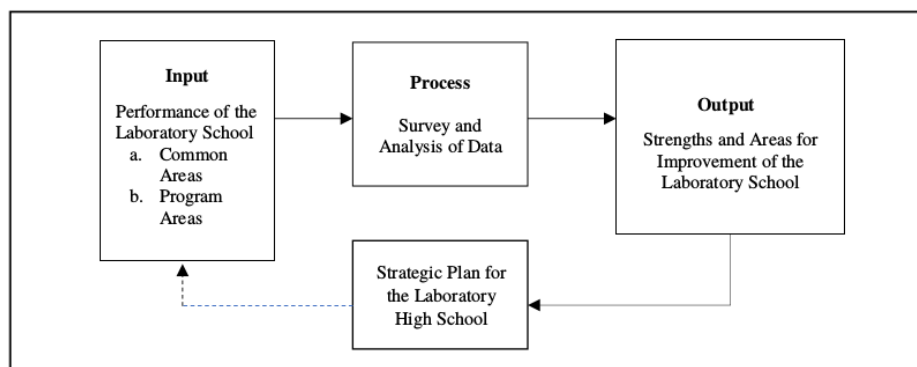 Input
Performance of the
Laboratory School
a. Common
Areas
b. Program
Areas
Process
Survey and
Analysis of Data
Output
Strengths and Areas for
Improvement of the
Laboratory School
Strategic Plan for
the Laboratory
High School